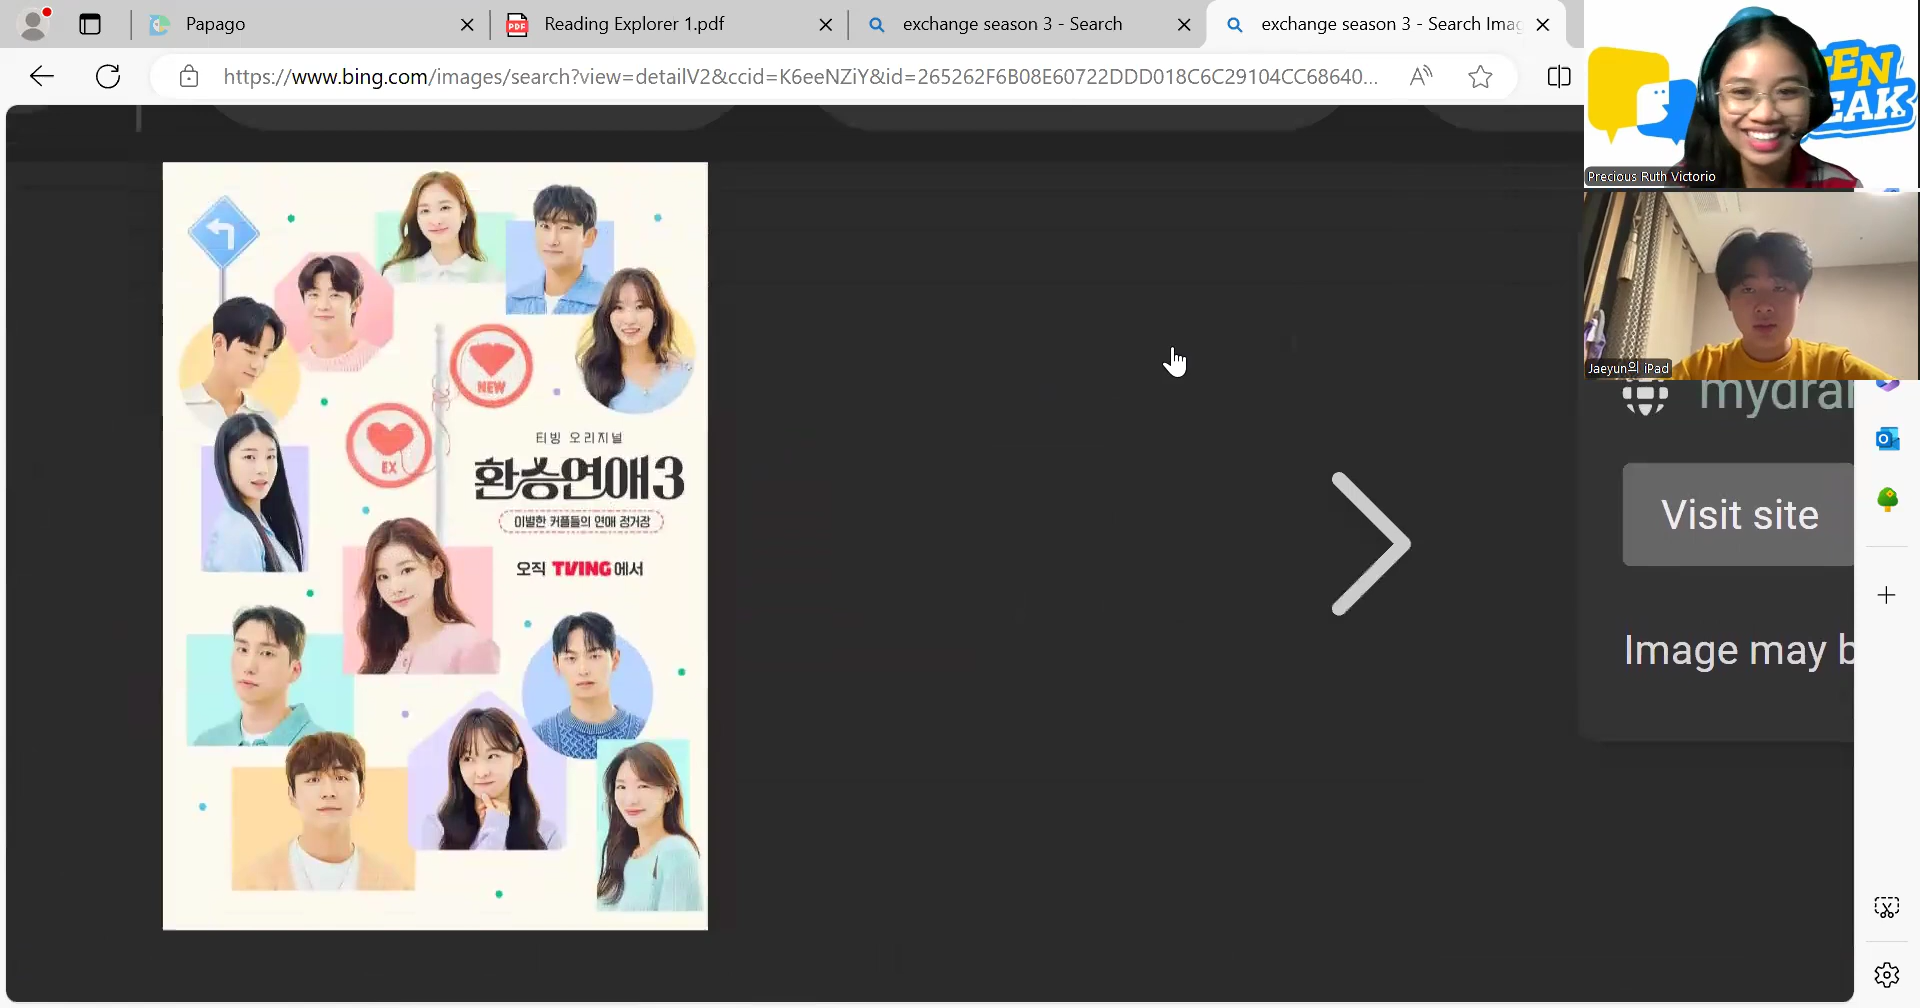 Papago
Reading Explorer 1.pdf
exchange season 3 - Search
exchange season 3 - Search Imag
https://www.bing.com/images/search?view=detailV2&ccid=K6eeNZiY&id=265262F6B08E60722DDD018C6C29104CC68640...
EN
EAK
Precious Ruth Victorio
Jaeyun의 iPad
NEW
EX
티빙 오리지널
환승연애3
이별한 커플들의 연애 정거장
오직 TVING에서
mydra
Visit site
Image may b